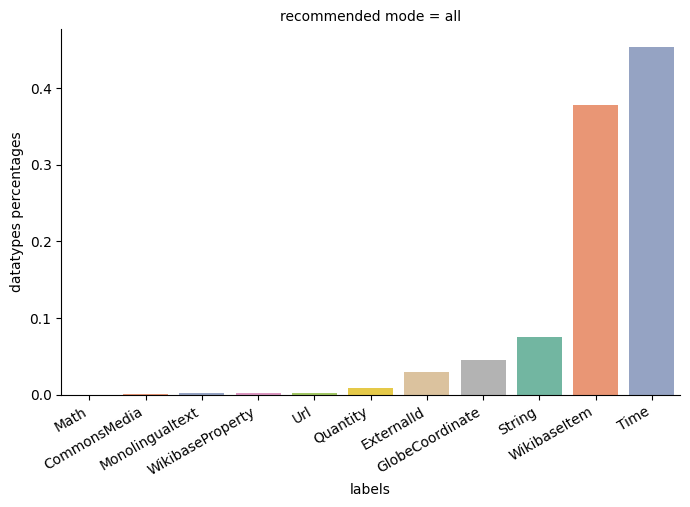 recommended mode = all
datatypes percentages
0.4
0.3
0.2
0.1
0.0
Math
CommonsMedia
Monolingualtext
WikibaseProperty
Url
Quantity
ExternalId
GlobeCoordinate
String
WikibaseItem
Time
labels